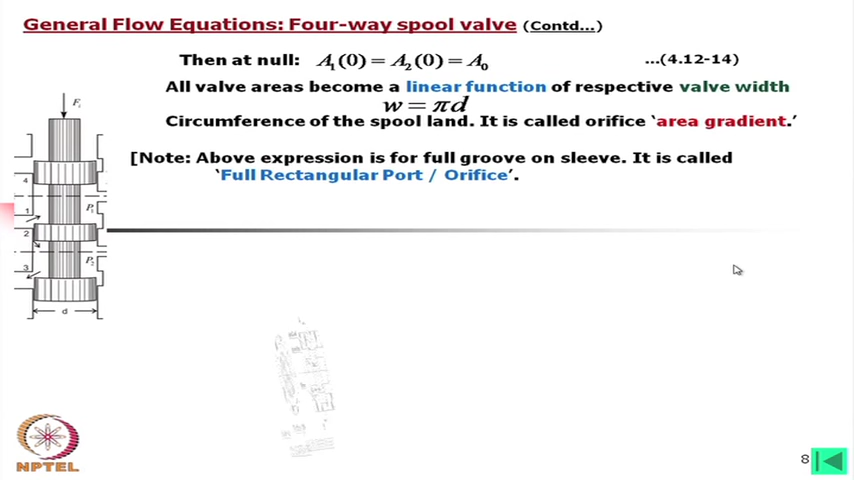 General Flow Equations: Four-way spool valve (Contd...)
Then at null: A₁(0) = A₂(0) = A₀ ...(4.12-14)
All valve areas become a linear function of respective valve width
w = πd
Circumference of the spool land. It is called orifice ‘area gradient.’
[Note: Above expression is for full groove on sleeve. It is called
‘Full Rectangular Port / Orifice’.
Fᵢ
4
1
P₁
2
P₂
3
d
NPTEL
8